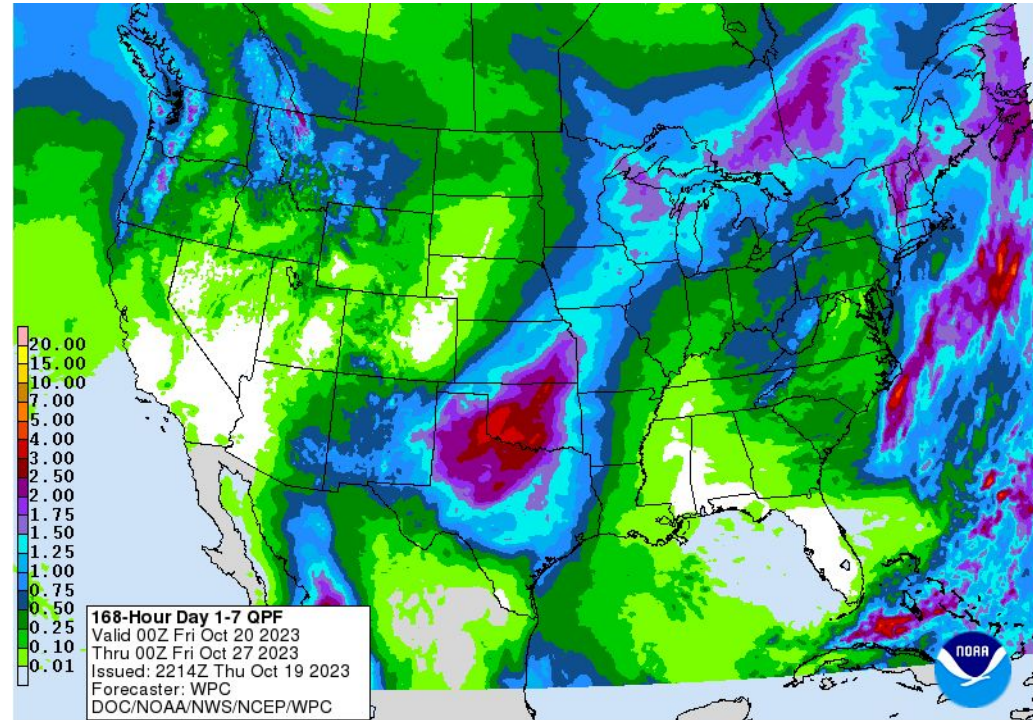 20.00
15.00
10.00
7.00
5.00
4.00
3.00
2.50
2.00
1.75
1.50
1.25
1.00
0.75
0.50
0.25
0.10
0.01
168-Hour Day 1-7 QPF
Valid 00Z Fri Oct 20 2023
Thru 00Z Fri Oct 27 2023
Issued: 2214Z Thu Oct 19 2023
Forecaster: WPC
DOC/NOAA/NWS/NCEP/WPC
NOAA